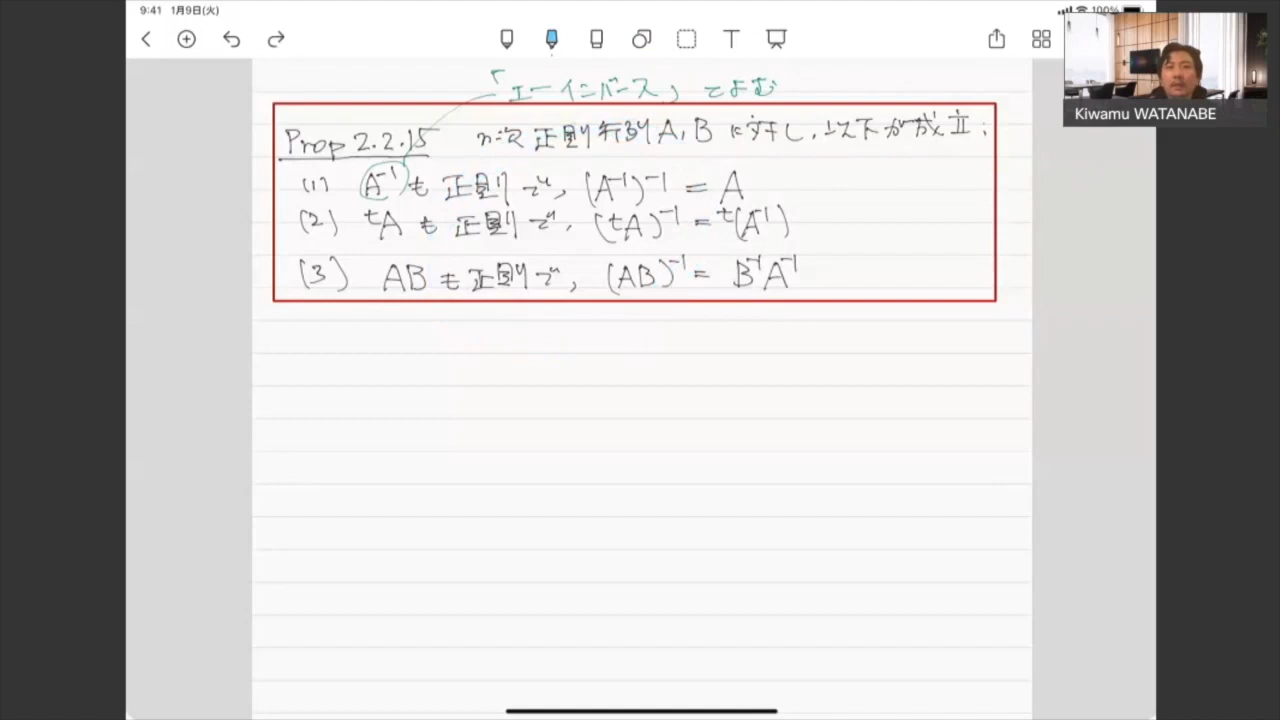 9:41 1月9日(火)
100%
Kiwamu WATANABE
「エーインバース」とよむ
Prop 2.2.15 n次正則行列A, Bに対し,以下が成立:
(1) A⁻¹も正則で, (A⁻¹)⁻¹ = A
(2) ᵗAも正則で, (ᵗA)⁻¹ = ᵗ(A⁻¹)
(3) ABも正則で, (AB)⁻¹ = B⁻¹A⁻¹